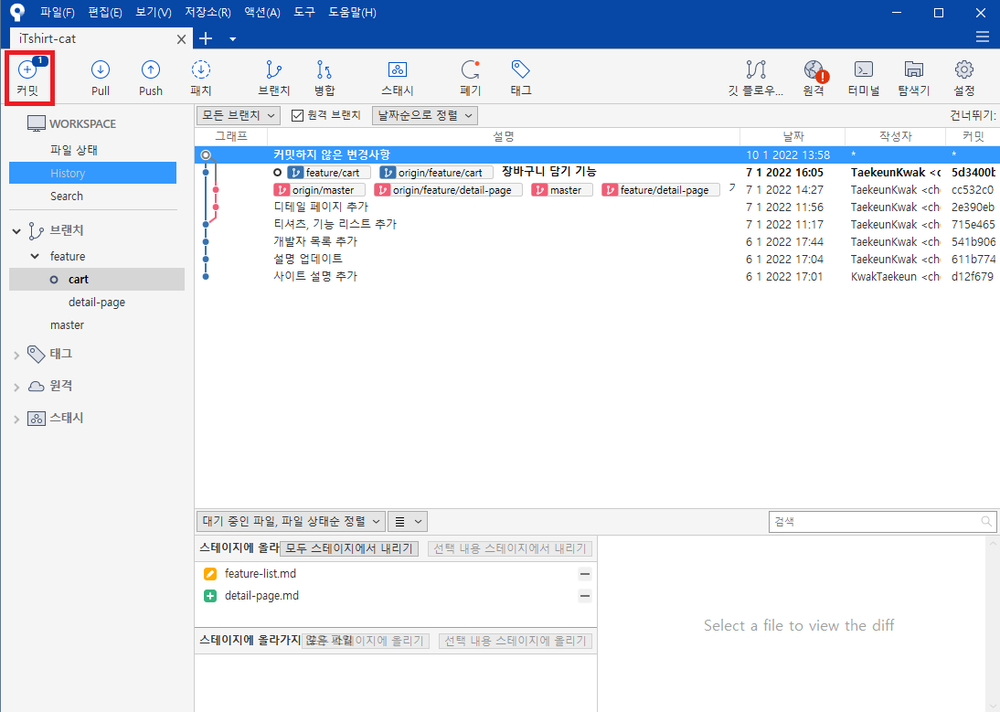 파일(F) 편집(E) 보기(V) 저장소(R) 액션(A) 도구 도움말(H)
iTshirt-cat
1
커밋 Pull Push 패치 브랜치 병합 스태시 폐기 태그 깃 플로우... 원격 터미널 탐색기 설정
WORKSPACE
파일 상태
History
Search
브랜치
feature
cart
detail-page
master
태그
원격
스태시
모든 브랜치 원격 브랜치 날짜순으로 정렬 건너뛰기:
그래프 설명 날짜 작성자 커밋
커밋하지 않은 변경사항 10 1 2022 13:58 * *
feature/cart origin/feature/cart 장바구니 담기 기능 7 1 2022 16:05 TaekeunKwak <c 5d3400b
origin/master origin/feature/detail-page master feature/detail-page 7 1 2022 14:27 TaekeunKwak <ch cc532c0
디테일 페이지 추가 7 1 2022 11:56 TaekeunKwak <ch 2e390eb
티셔츠, 기능 리스트 추가 7 1 2022 11:17 TaekeunKwak <ch 715e465
개발자 목록 추가 6 1 2022 17:44 TaekeunKwak <ch 541b906
설명 업데이트 6 1 2022 17:04 TaekeunKwak <ch 611b774
사이트 설명 추가 6 1 2022 17:01 KwakTaekeun <ch d12f679
대기 중인 파일, 파일 상태순 정렬 검색
스테이지에 올라 모두 스테이지에서 내리기 선택 내용 스테이지에서 내리기
feature-list.md
detail-page.md
스테이지에 올라가지 않은 파일 스테이지에 올리기 선택 내용 스테이지에 올리기
Select a file to view the diff